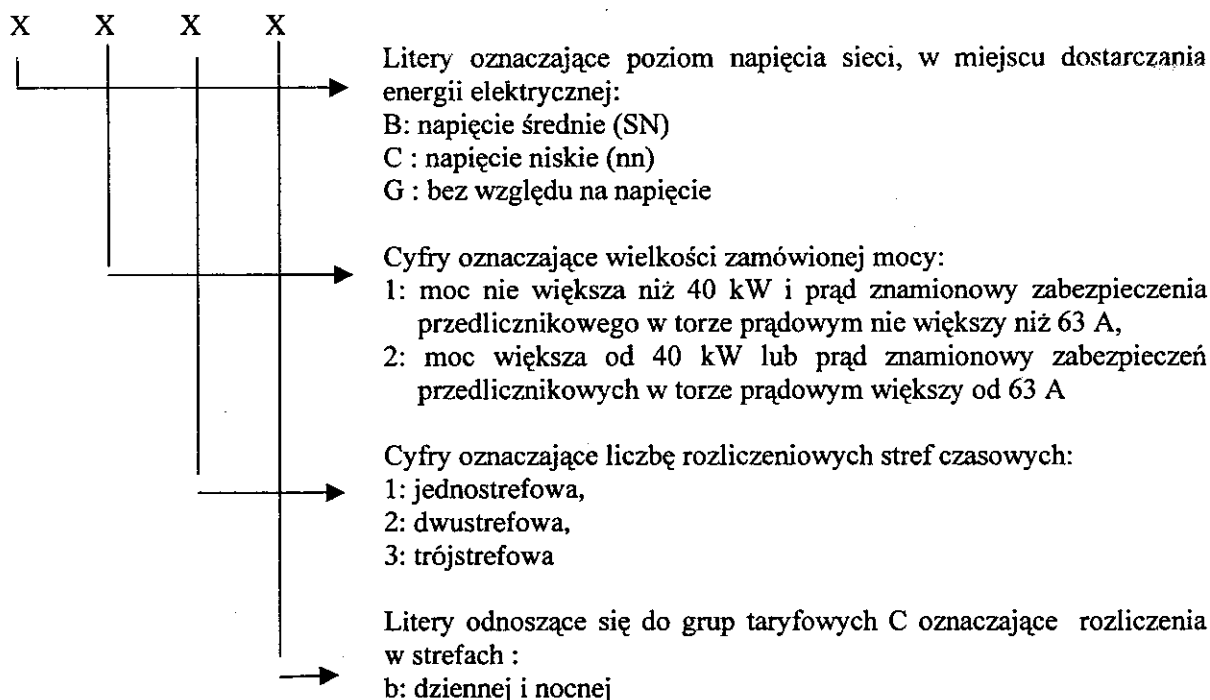 X X X X
Litery oznaczające poziom napięcia sieci, w miejscu dostarczania
energii elektrycznej:
B: napięcie średnie (SN)
C : napięcie niskie (nn)
G : bez względu na napięcie
Cyfry oznaczające wielkości zamówionej mocy:
1: moc nie większa niż 40 kW i prąd znamionowy zabezpieczenia
przedlicznikowego w torze prądowym nie większy niż 63 A,
2: moc większa od 40 kW lub prąd znamionowy zabezpieczeń
przedlicznikowych w torze prądowym większy od 63 A
Cyfry oznaczające liczbę rozliczeniowych stref czasowych:
1: jednostrefowa,
2: dwustrefowa,
3: trójstrefowa
Litery odnoszące się do grup taryfowych C oznaczające rozliczenia
w strefach :
b: dziennej i nocnej